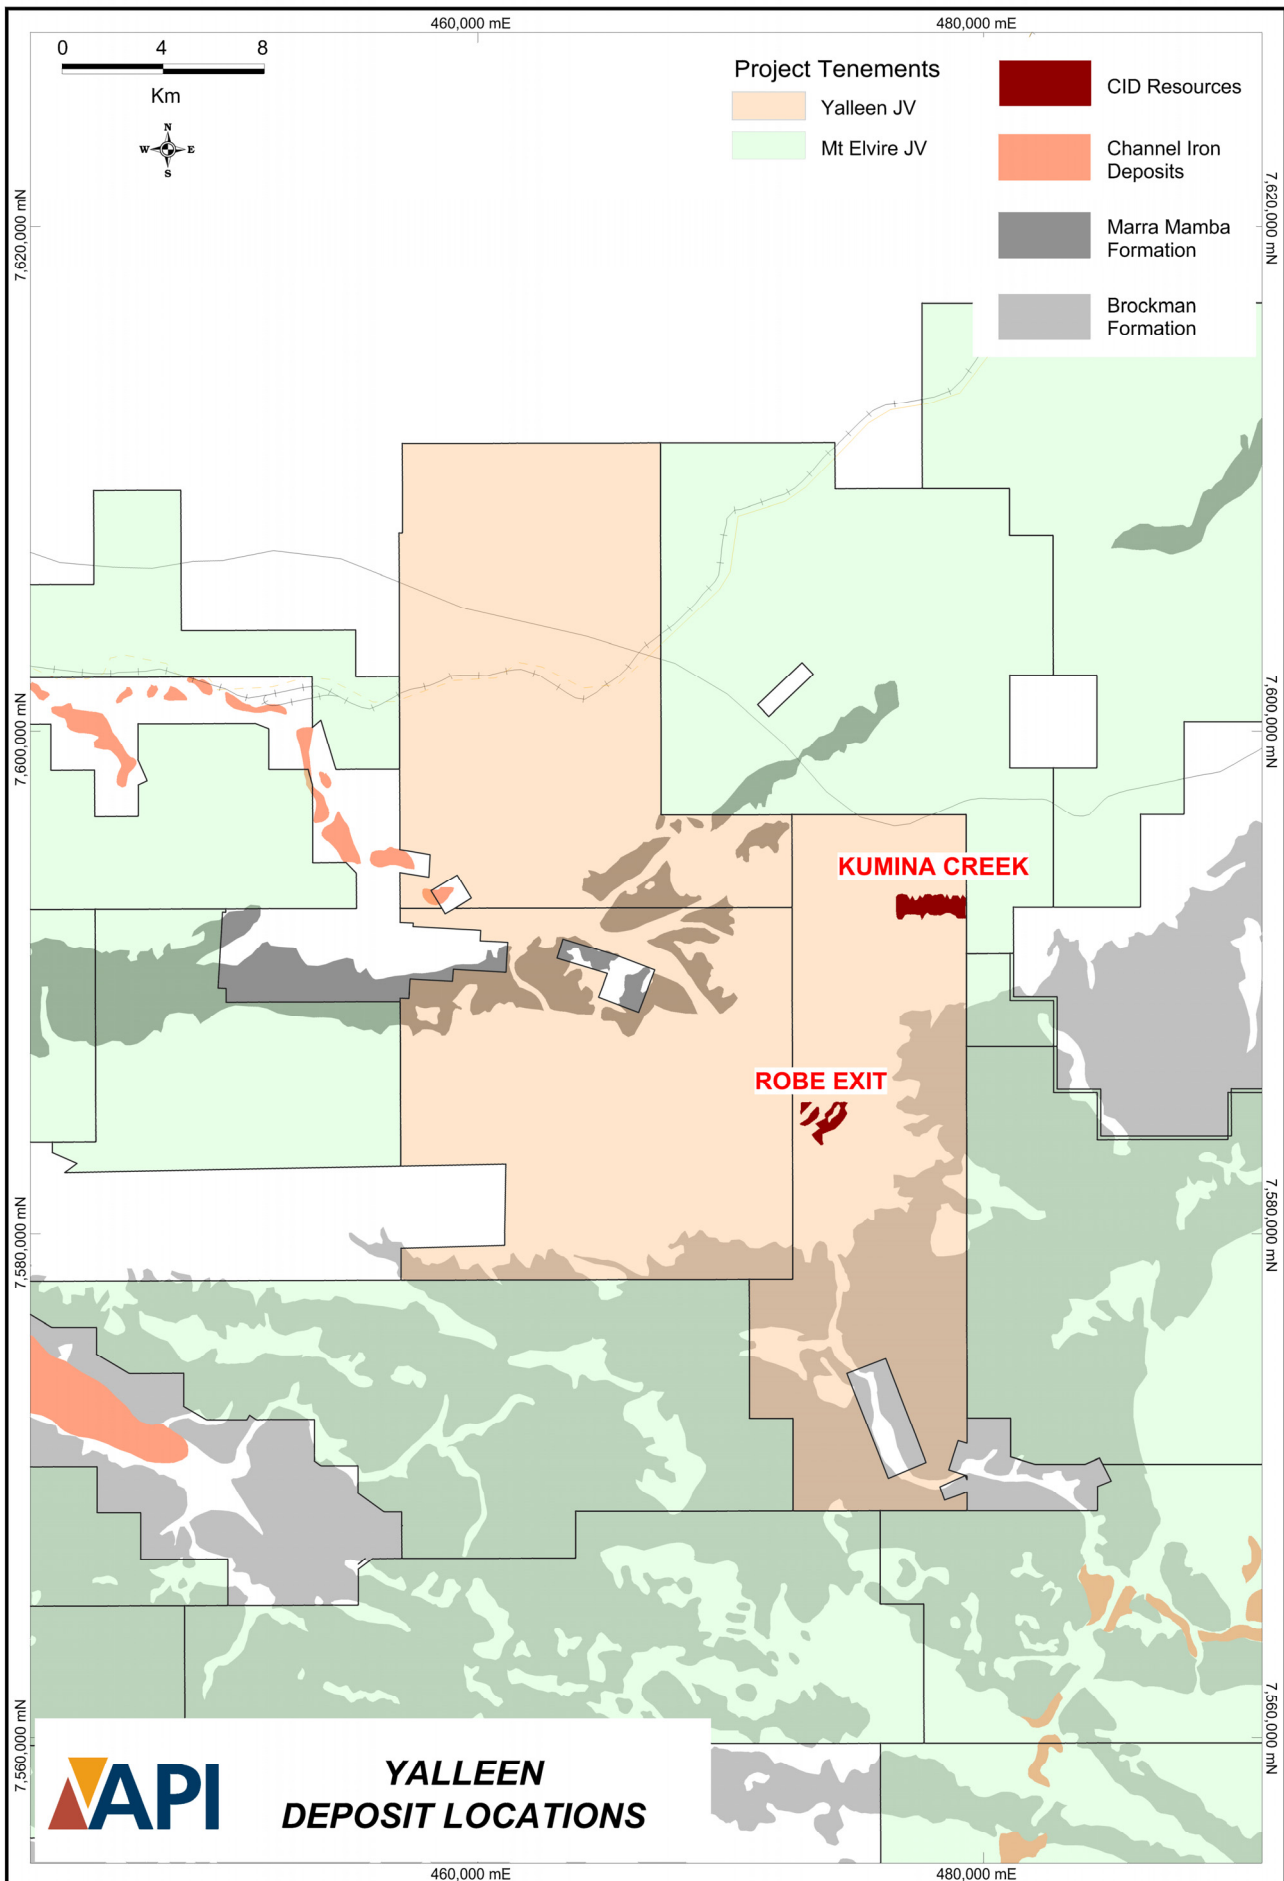 460,000 mE
480,000 mE
0 4 8
Km
N
W E
S
Project Tenements
Yalleen JV
Mt Elvire JV
CID Resources
Channel Iron
Deposits
Marra Mamba
Formation
Brockman
Formation
7,620,000 mN
7,620,000 mN
7,600,000 mN
7,600,000 mN
KUMINA CREEK
ROBE EXIT
7,580,000 mN
7,580,000 mN
7,560,000 mN
7,560,000 mN
API
YALLEEN
DEPOSIT LOCATIONS
460,000 mE
480,000 mE